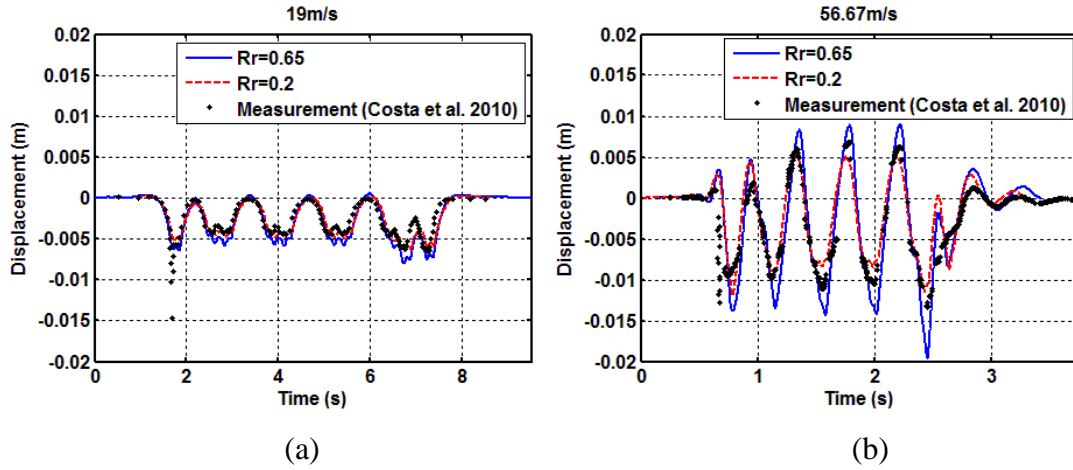 19m/s
0.02
0.015
0.01
0.005
0
-0.005
-0.01
-0.015
-0.02
Displacement (m)
Rr=0.65
Rr=0.2
Measurement (Costa et al. 2010)
0 2 4 6 8
Time (s)
(a)
56.67m/s
0.02
0.015
0.01
0.005
0
-0.005
-0.01
-0.015
-0.02
Displacement (m)
Rr=0.65
Rr=0.2
Measurement (Costa et al. 2010)
0 1 2 3
Time (s)
(b)